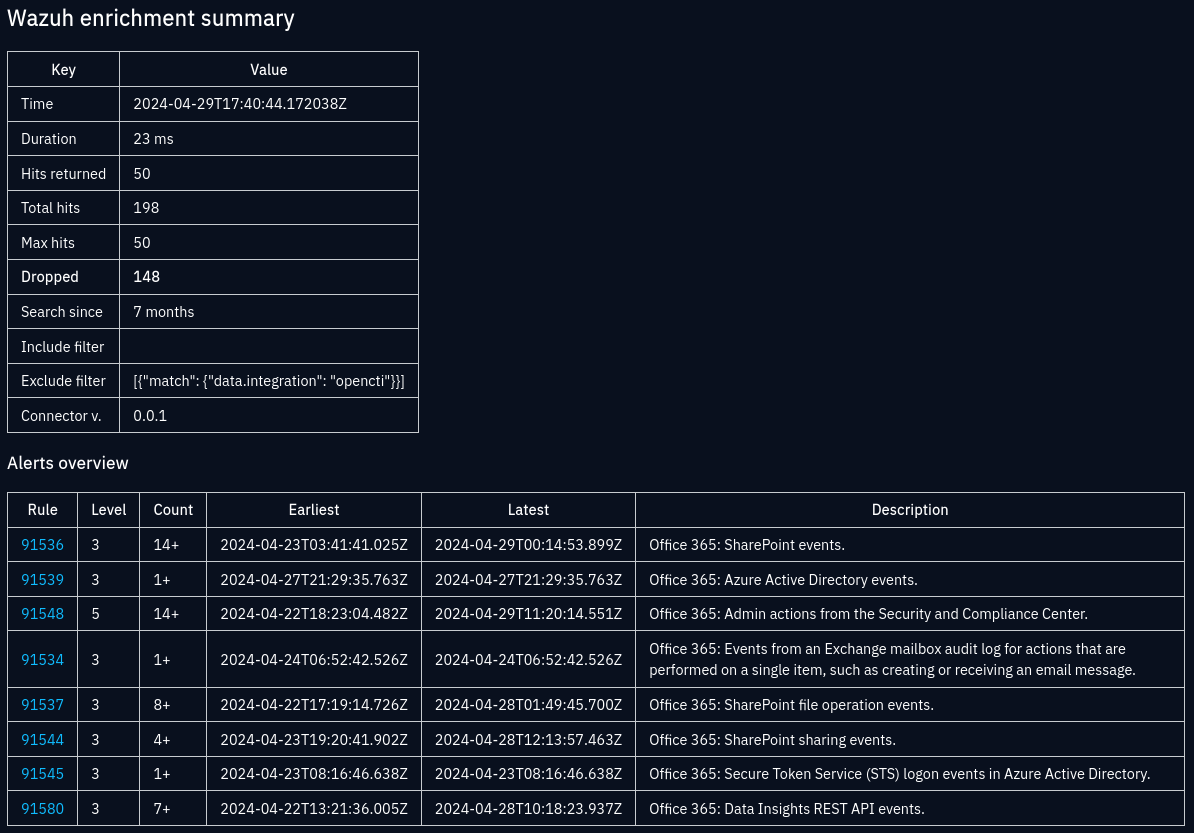 Wazuh enrichment summary
Key Value
Time 2024-04-29T17:40:44.172038Z
Duration 23 ms
Hits returned 50
Total hits 198
Max hits 50
Dropped 148
Search since 7 months
Include filter
Exclude filter [{"match": {"data.integration": "opencti"}}]
Connector v. 0.0.1
Alerts overview
Rule Level Count Earliest Latest Description
91536 3 14+ 2024-04-23T03:41:41.025Z 2024-04-29T00:14:53.899Z Office 365: SharePoint events.
91539 3 1+ 2024-04-27T21:29:35.763Z 2024-04-27T21:29:35.763Z Office 365: Azure Active Directory events.
91548 5 14+ 2024-04-22T18:23:04.482Z 2024-04-29T11:20:14.551Z Office 365: Admin actions from the Security and Compliance Center.
91534 3 1+ 2024-04-24T06:52:42.526Z 2024-04-24T06:52:42.526Z Office 365: Events from an Exchange mailbox audit log for actions that are
performed on a single item, such as creating or receiving an email message.
91537 3 8+ 2024-04-22T17:19:14.726Z 2024-04-28T01:49:45.700Z Office 365: SharePoint file operation events.
91544 3 4+ 2024-04-23T19:20:41.902Z 2024-04-28T12:13:57.463Z Office 365: SharePoint sharing events.
91545 3 1+ 2024-04-23T08:16:46.638Z 2024-04-23T08:16:46.638Z Office 365: Secure Token Service (STS) logon events in Azure Active Directory.
91580 3 7+ 2024-04-22T13:21:36.005Z 2024-04-28T10:18:23.937Z Office 365: Data Insights REST API events.